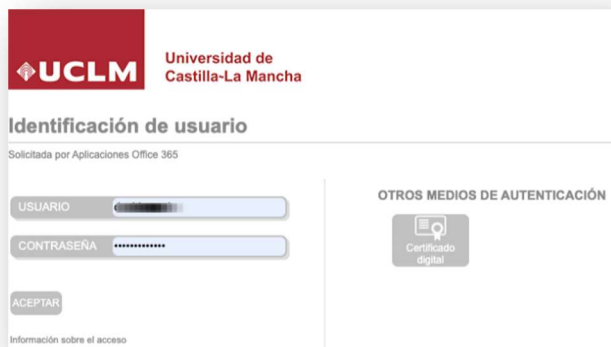 UCLM
Universidad de
Castilla~La Mancha
Identificación de usuario
Solicitada por Aplicaciones Office 365
USUARIO
CONTRASEÑA •••••••••••••
ACEPTAR
Información sobre el acceso
OTROS MEDIOS DE AUTENTICACIÓN
Certificado
digital